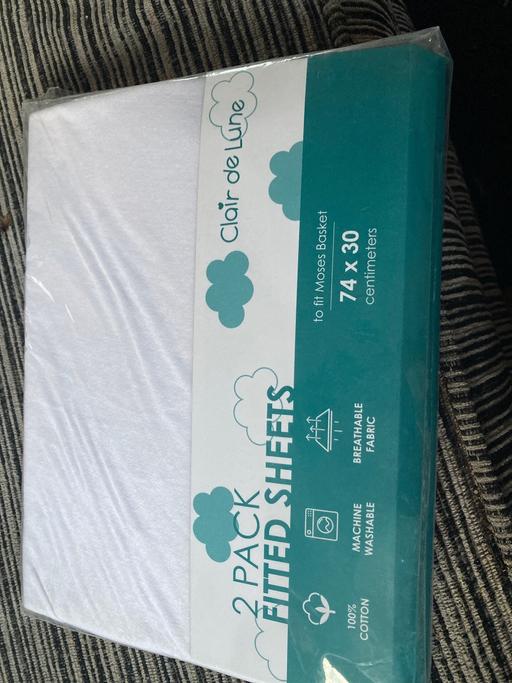 Clair de Lune
2 PACK
FITTED SHEETS
to fit Moses Basket
74 x 30
centimeters
100%
COTTON
MACHINE
WASHABLE
BREATHABLE
FABRIC